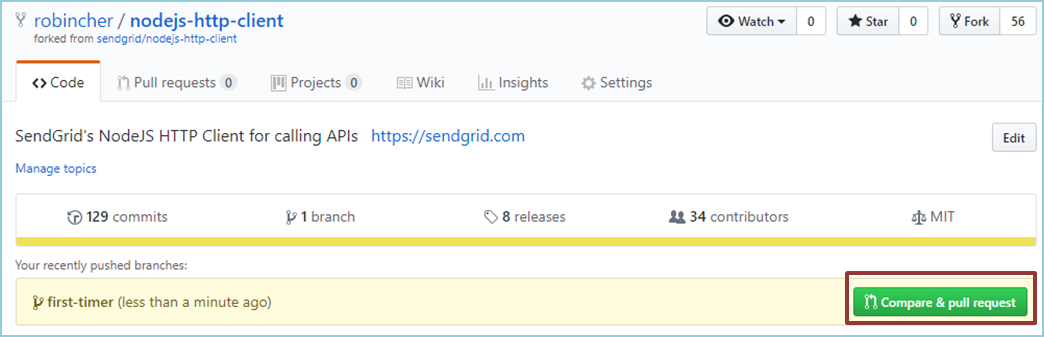 robincher / nodejs-http-client
Watch 0 Star 0 Fork 56
forked from sendgrid/nodejs-http-client
Code Pull requests 0 Projects 0 Wiki Insights Settings
SendGrid's NodeJS HTTP Client for calling APIs https://sendgrid.com
Edit
Manage topics
129 commits 1 branch 8 releases 34 contributors MIT
Your recently pushed branches:
first-timer (less than a minute ago)
Compare & pull request